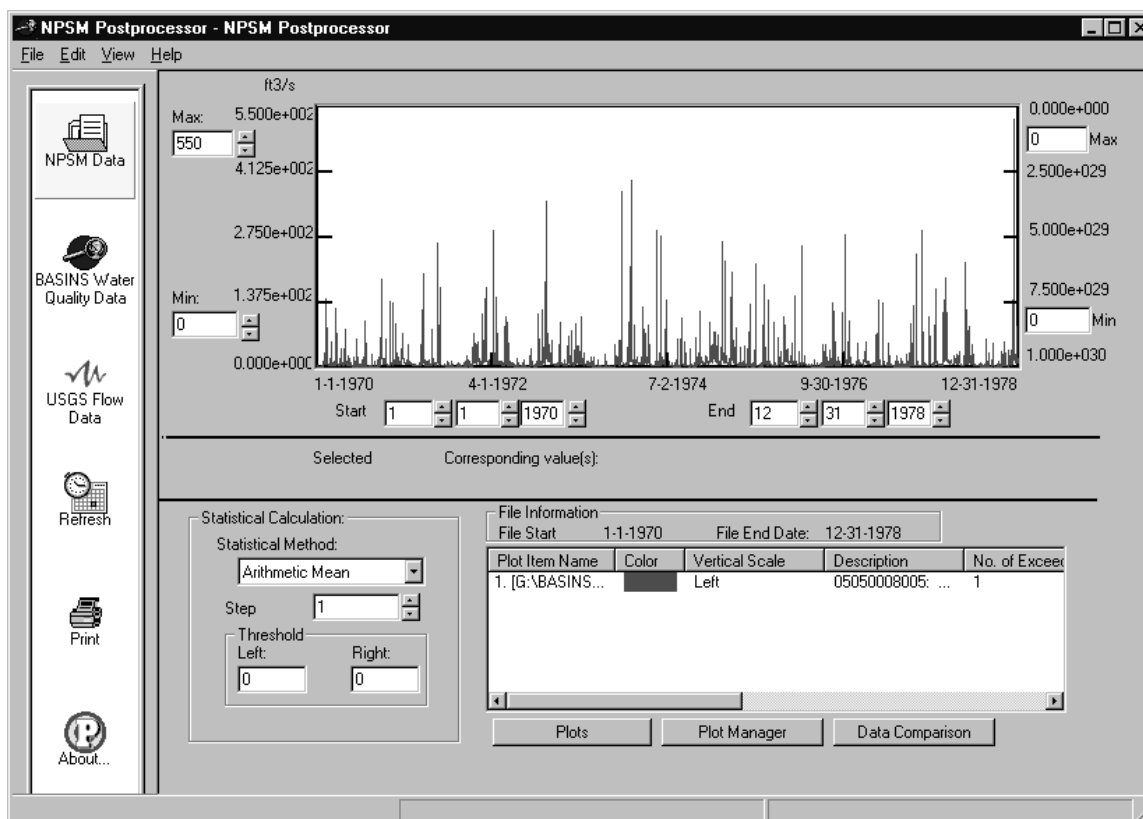 NPSM Postprocessor - NPSM Postprocessor
File Edit View Help
NPSM Data
BASINS Water
Quality Data
USGS Flow
Data
Refresh
Print
About...
ft3/s
Max:
550
5.500e+002
4.125e+002
2.750e+002
Min:
0
1.375e+002
0.000e+000
0.000e+000
0 Max
2.500e+029
5.000e+029
7.500e+029
0 Min
1.000e+030
1-1-1970 4-1-1972 7-2-1974 9-30-1976 12-31-1978
Start 1 1 1970 End 12 31 1978
Selected Corresponding value(s):
Statistical Calculation:
Statistical Method:
Arithmetic Mean
Step 1
Threshold
Left: Right:
0 0
File Information
File Start 1-1-1970 File End Date: 12-31-1978
Plot Item Name Color Vertical Scale Description No. of Exceed
1. [G:\BASINS... Left 05050008005: ... 1
Plots Plot Manager Data Comparison